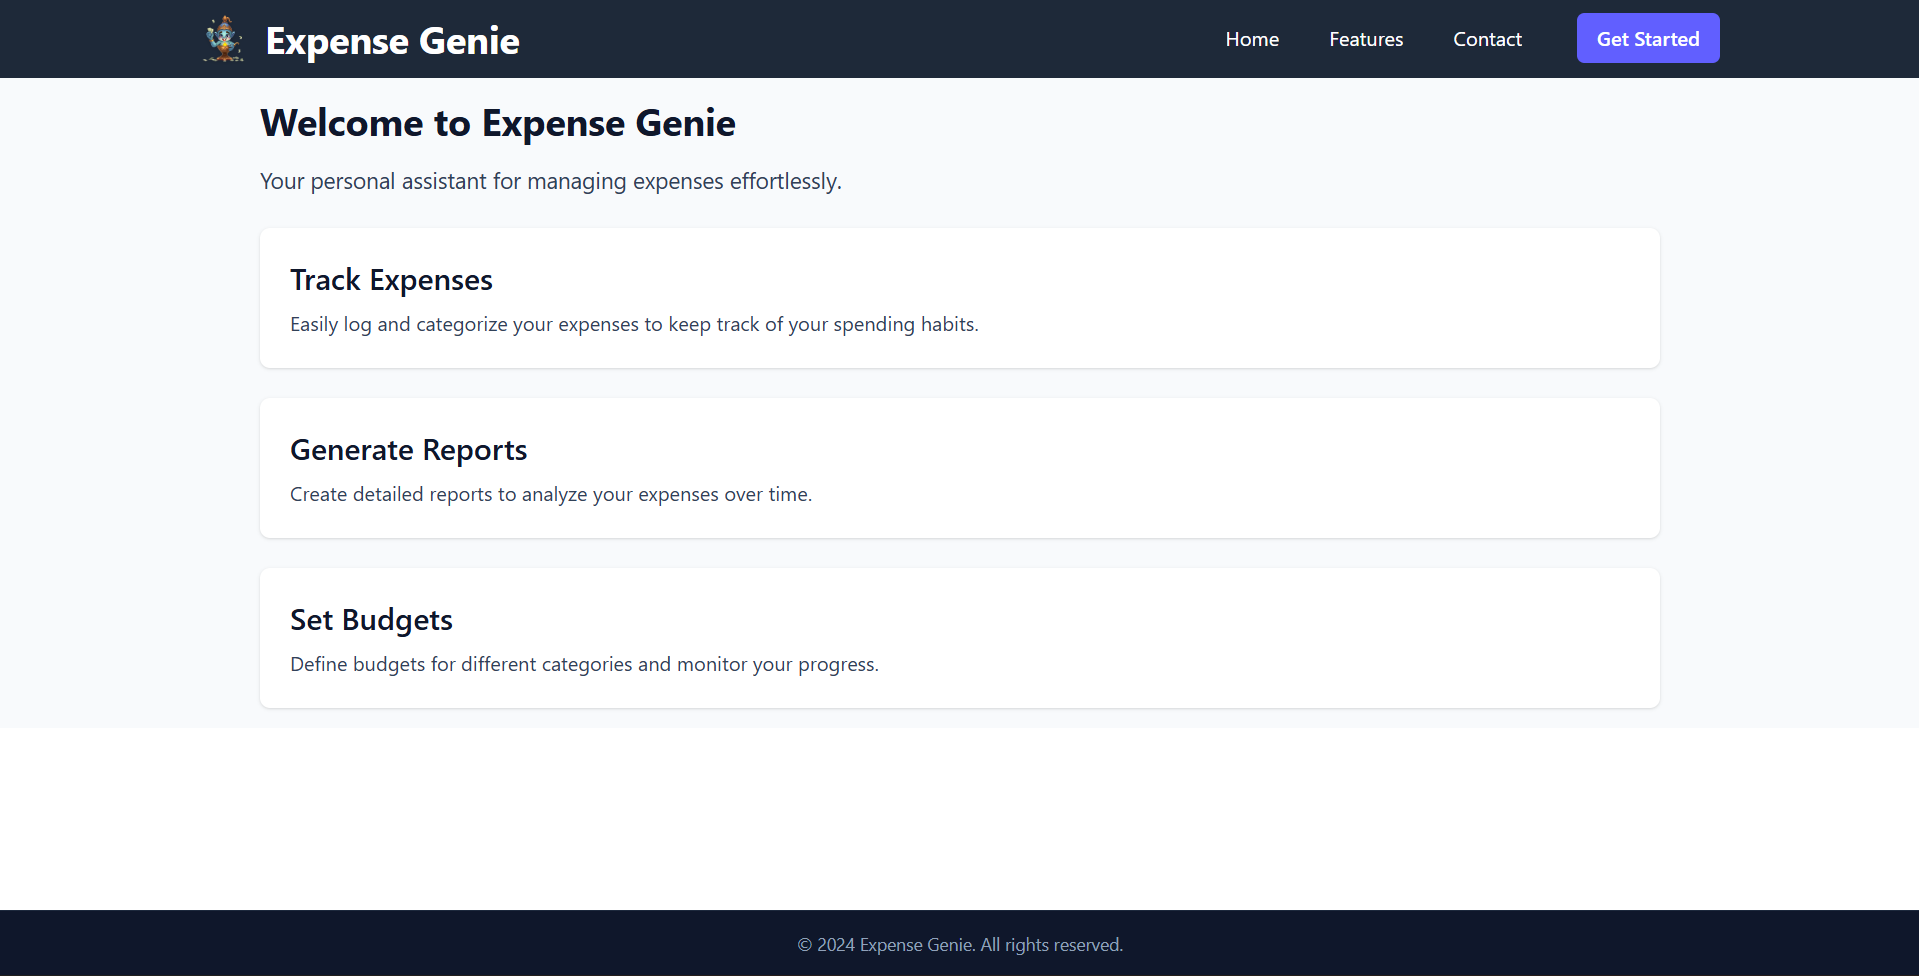 Expense Genie
Home
Features
Contact
Get Started
Welcome to Expense Genie
Your personal assistant for managing expenses effortlessly.
Track Expenses
Easily log and categorize your expenses to keep track of your spending habits.
Generate Reports
Create detailed reports to analyze your expenses over time.
Set Budgets
Define budgets for different categories and monitor your progress.
© 2024 Expense Genie. All rights reserved.